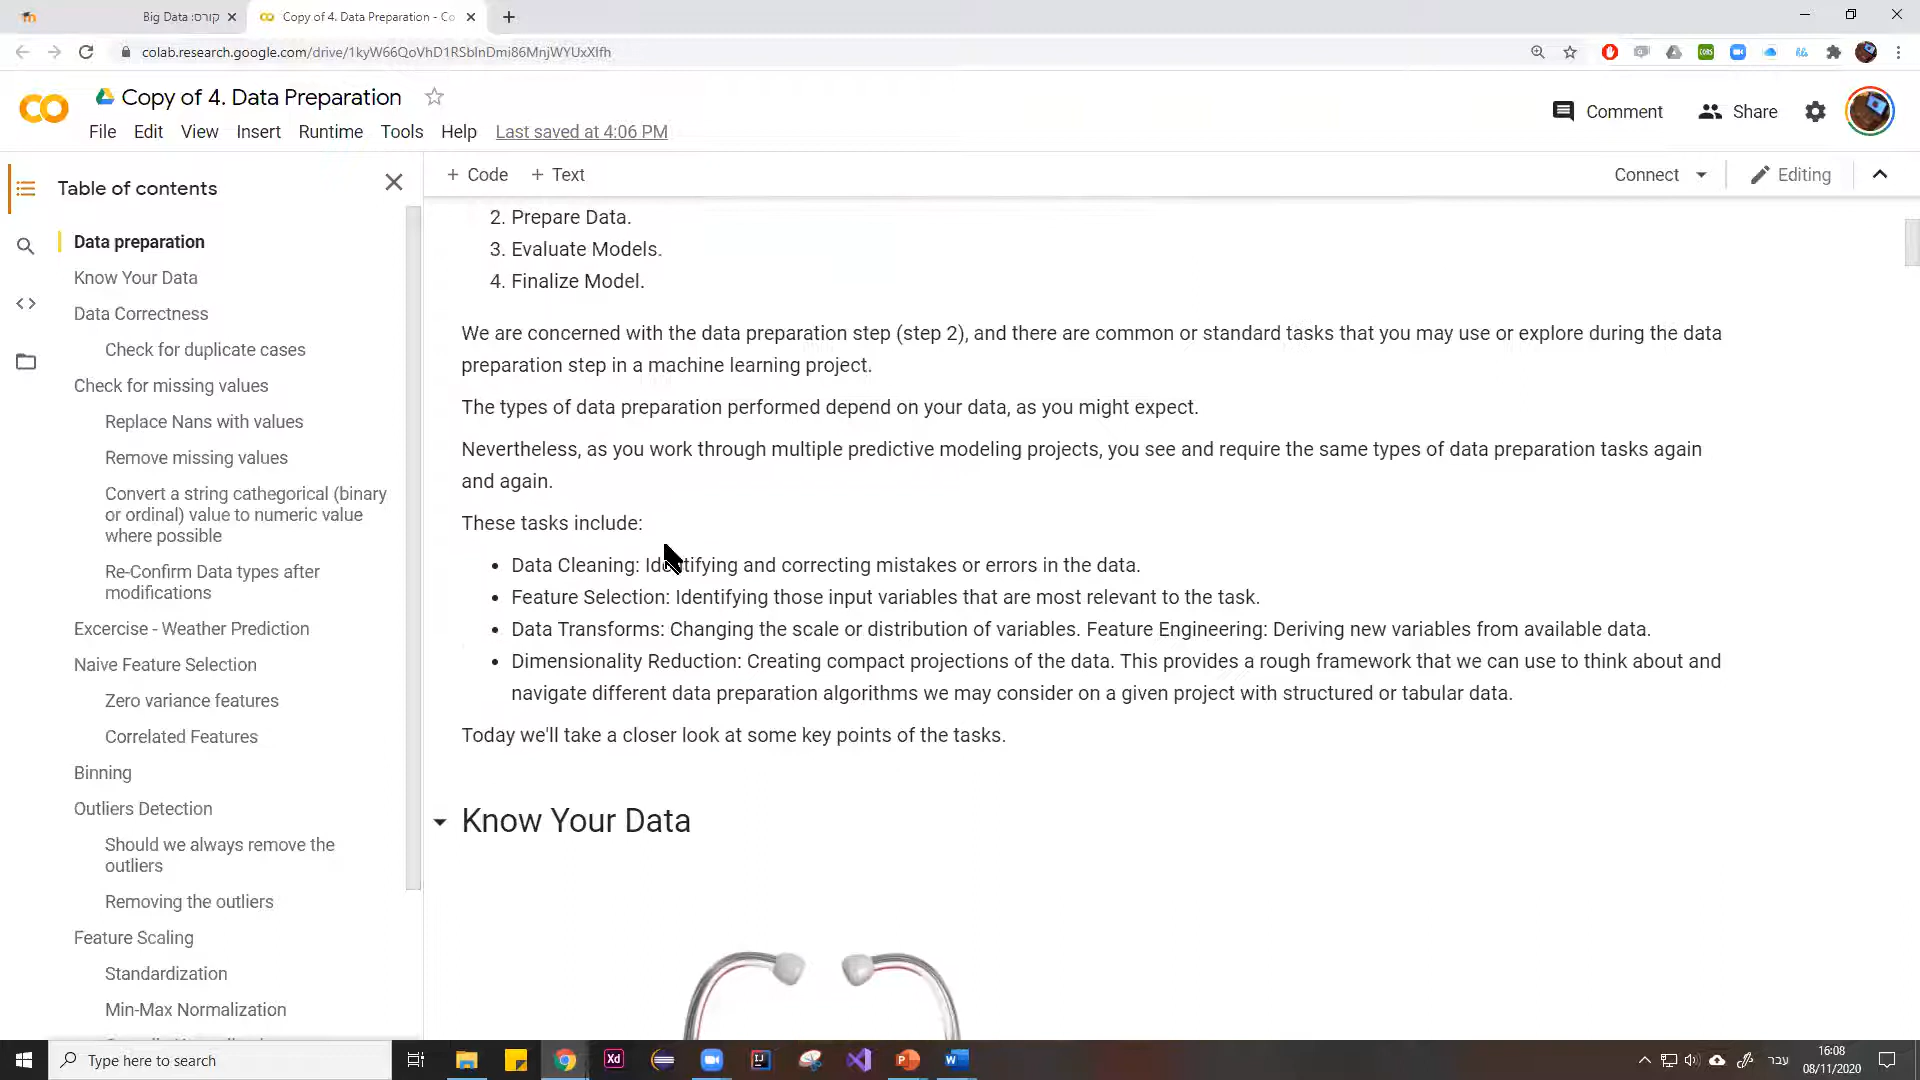 קורס: Big Data
Copy of 4. Data Preparation - Co
colab.research.google.com/drive/1kyW66QoVhD1RSbInDmi86MnjWYUxXIfh
Copy of 4. Data Preparation
File Edit View Insert Runtime Tools Help Last saved at 4:06 PM
Comment Share
Table of contents
+ Code + Text
Connect Editing
Data preparation
Know Your Data
Data Correctness
Check for duplicate cases
Check for missing values
Replace Nans with values
Remove missing values
Convert a string cathegorical (binary
or ordinal) value to numeric value
where possible
Re-Confirm Data types after
modifications
Excercise - Weather Prediction
Naive Feature Selection
Zero variance features
Correlated Features
Binning
Outliers Detection
Should we always remove the
outliers
Removing the outliers
Feature Scaling
Standardization
Min-Max Normalization
2. Prepare Data.
3. Evaluate Models.
4. Finalize Model.
We are concerned with the data preparation step (step 2), and there are common or standard tasks that you may use or explore during the data
preparation step in a machine learning project.
The types of data preparation performed depend on your data, as you might expect.
Nevertheless, as you work through multiple predictive modeling projects, you see and require the same types of data preparation tasks again
and again.
These tasks include:
• Data Cleaning: Identifying and correcting mistakes or errors in the data.
• Feature Selection: Identifying those input variables that are most relevant to the task.
• Data Transforms: Changing the scale or distribution of variables. Feature Engineering: Deriving new variables from available data.
• Dimensionality Reduction: Creating compact projections of the data. This provides a rough framework that we can use to think about and
navigate different data preparation algorithms we may consider on a given project with structured or tabular data.
Today we'll take a closer look at some key points of the tasks.
Know Your Data
Type here to search
Xd
עבר
16:08
08/11/2020